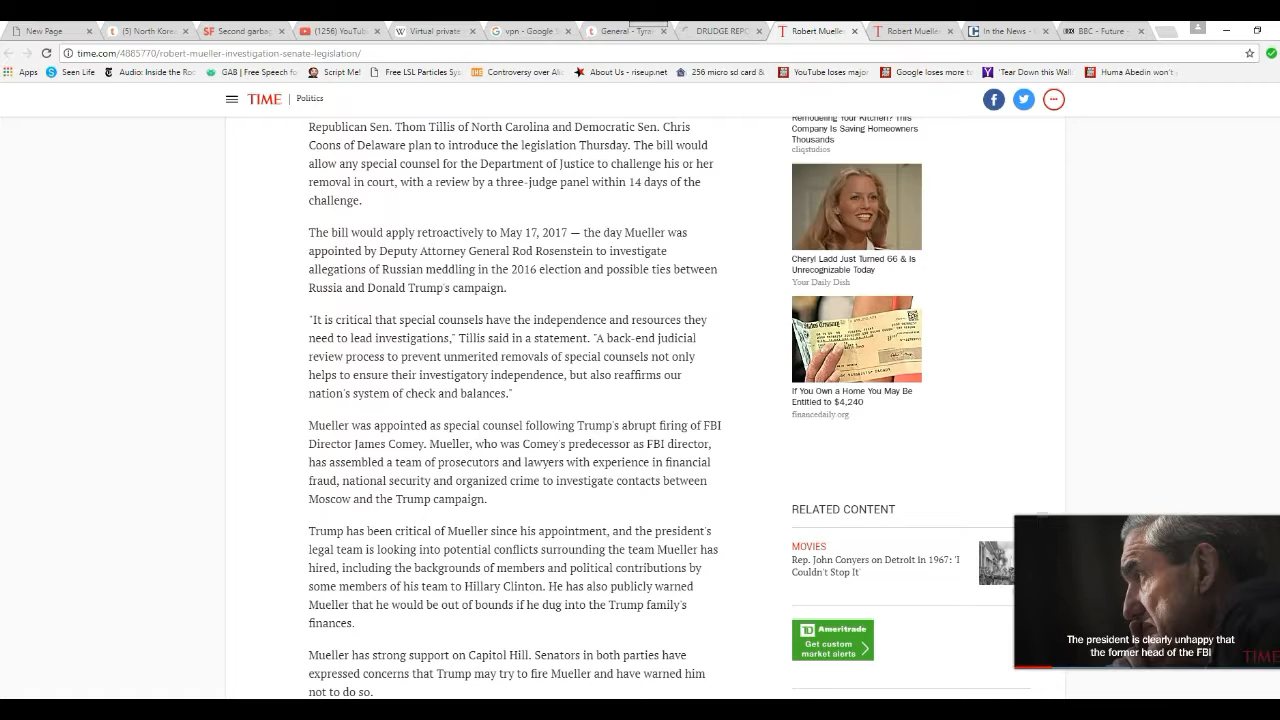 New Page
(5) North Kore
Second garba
(1256) YouTub
Virtual private
vpn - Google S
General - Tyra
DRUDGE REPO
Robert Mueller
Robert Mueller
In the News -
BBC - Future -
time.com/4885770/robert-mueller-investigation-senate-legislation/
Apps
Seen Life
Audio: Inside the Ro
GAB | Free Speech fo
Script Me!
Free LSL Particles Sys
Controversy over Ali
About Us - riseup.net
256 micro sd card &
YouTube loses major
Google loses more to
'Tear Down this Wall
Huma Abedin won't
TIME | Politics
Republican Sen. Thom Tillis of North Carolina and Democratic Sen. Chris
Coons of Delaware plan to introduce the legislation Thursday. The bill would
allow any special counsel for the Department of Justice to challenge his or her
removal in court, with a review by a three-judge panel within 14 days of the
challenge.
The bill would apply retroactively to May 17, 2017 — the day Mueller was
appointed by Deputy Attorney General Rod Rosenstein to investigate
allegations of Russian meddling in the 2016 election and possible ties between
Russia and Donald Trump's campaign.
"It is critical that special counsels have the independence and resources they
need to lead investigations," Tillis said in a statement. "A back-end judicial
review process to prevent unmerited removals of special counsels not only
helps to ensure their investigatory independence, but also reaffirms our
nation's system of check and balances."
Mueller was appointed as special counsel following Trump's abrupt firing of FBI
Director James Comey. Mueller, who was Comey's predecessor as FBI director,
has assembled a team of prosecutors and lawyers with experience in financial
fraud, national security and organized crime to investigate contacts between
Moscow and the Trump campaign.
Trump has been critical of Mueller since his appointment, and the president's
legal team is looking into potential conflicts surrounding the team Mueller has
hired, including the backgrounds of members and political contributions by
some members of his team to Hillary Clinton. He has also publicly warned
Mueller that he would be out of bounds if he dug into the Trump family's
finances.
Mueller has strong support on Capitol Hill. Senators in both parties have
expressed concerns that Trump may try to fire Mueller and have warned him
not to do so.
Remodeling Your Kitchen? This
Company Is Saving Homeowners
Thousands
cliqstudios
Cheryl Ladd Just Turned 66 & Is
Unrecognizable Today
Your Daily Dish
If You Own a Home You May Be
Entitled to $4,240
financedaily.org
RELATED CONTENT
MOVIES
Rep. John Conyers on Detroit in 1967: 'I
Couldn't Stop It'
TD Ameritrade
Get custom
market alerts
The president is clearly unhappy that
the former head of the FBI
TIME